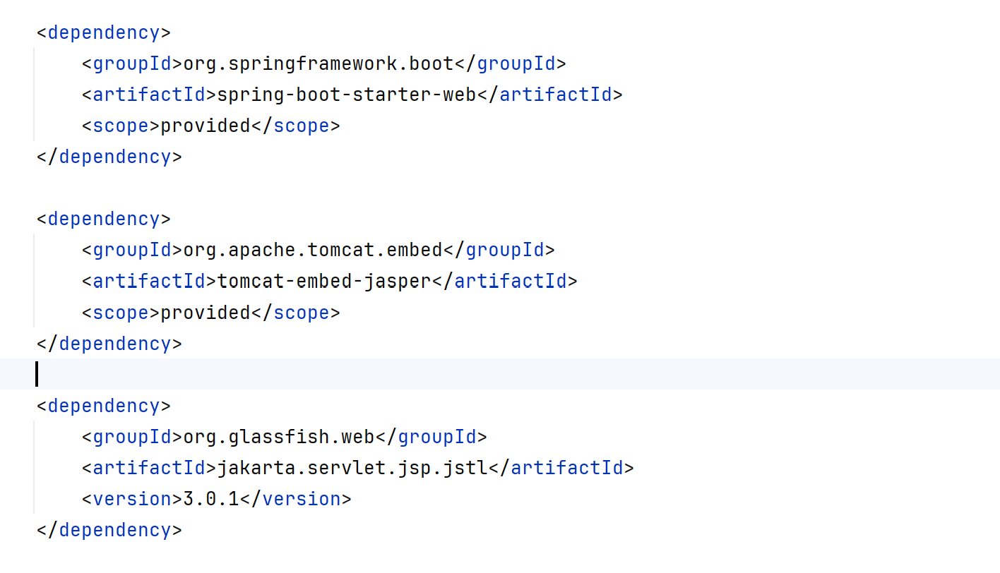 <dependency>
    <groupId>org.springframework.boot</groupId>
    <artifactId>spring-boot-starter-web</artifactId>
    <scope>provided</scope>
</dependency>

<dependency>
    <groupId>org.apache.tomcat.embed</groupId>
    <artifactId>tomcat-embed-jasper</artifactId>
    <scope>provided</scope>
</dependency>

<dependency>
    <groupId>org.glassfish.web</groupId>
    <artifactId>jakarta.servlet.jsp.jstl</artifactId>
    <version>3.0.1</version>
</dependency>